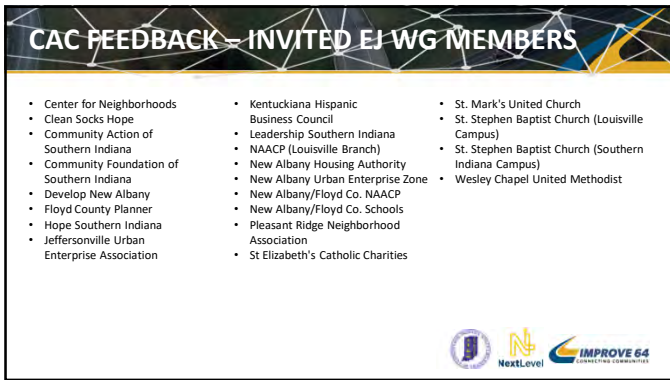 CAC FEEDBACK – INVITED EJ WG MEMBERS
• Center for Neighborhoods
• Clean Socks Hope
• Community Action of
Southern Indiana
• Community Foundation of
Southern Indiana
• Develop New Albany
• Floyd County Planner
• Hope Southern Indiana
• Jeffersonville Urban
Enterprise Association
• Kentuckiana Hispanic
Business Council
• Leadership Southern Indiana
• NAACP (Louisville Branch)
• New Albany Housing Authority
• New Albany Urban Enterprise Zone
• New Albany/Floyd Co. NAACP
• New Albany/Floyd Co. Schools
• Pleasant Ridge Neighborhood
Association
• St Elizabeth's Catholic Charities
• St. Mark's United Church
• St. Stephen Baptist Church (Louisville
Campus)
• St. Stephen Baptist Church (Southern
Indiana Campus)
• Wesley Chapel United Methodist
NextLevel
IMPROVE 64
CONNECTING COMMUNITIES